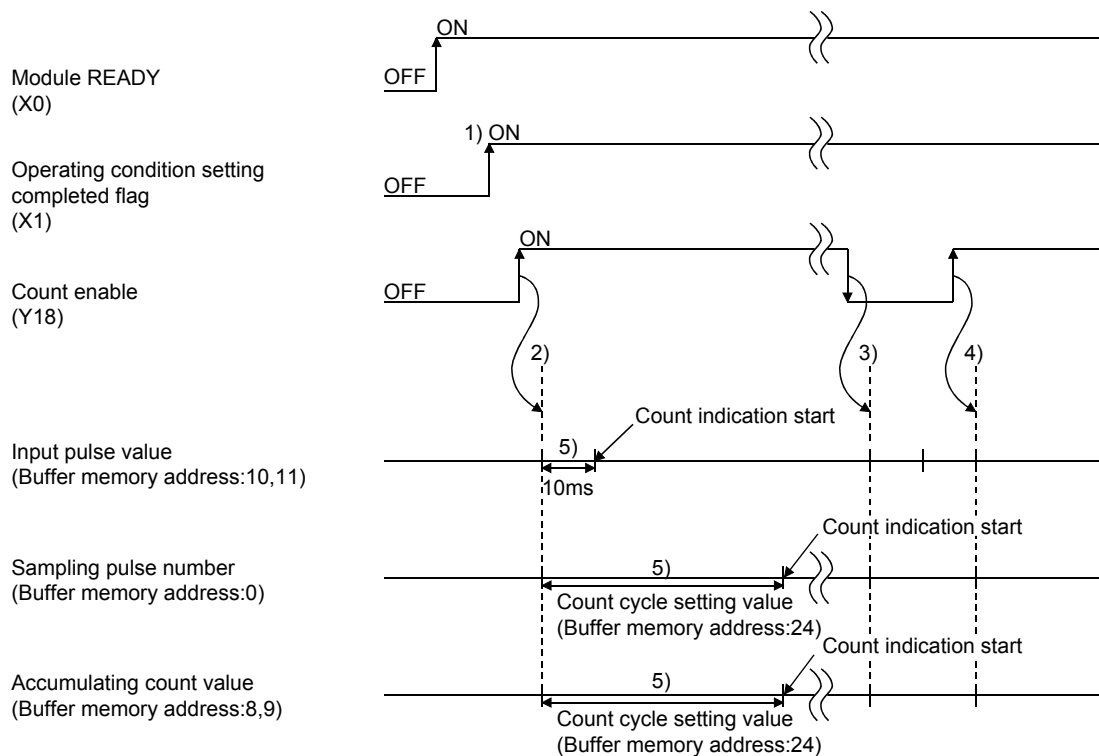 ON
OFF
Module READY
(X0)
1) ON
OFF
Operating condition setting
completed flag
(X1)
ON
OFF
Count enable
(Y18)
2)
3)
4)
Count indication start
Input pulse value
(Buffer memory address:10,11)
5)
10ms
Count indication start
Sampling pulse number
(Buffer memory address:0)
5)
Count cycle setting value
(Buffer memory address:24)
Count indication start
Accumulating count value
(Buffer memory address:8,9)
5)
Count cycle setting value
(Buffer memory address:24)